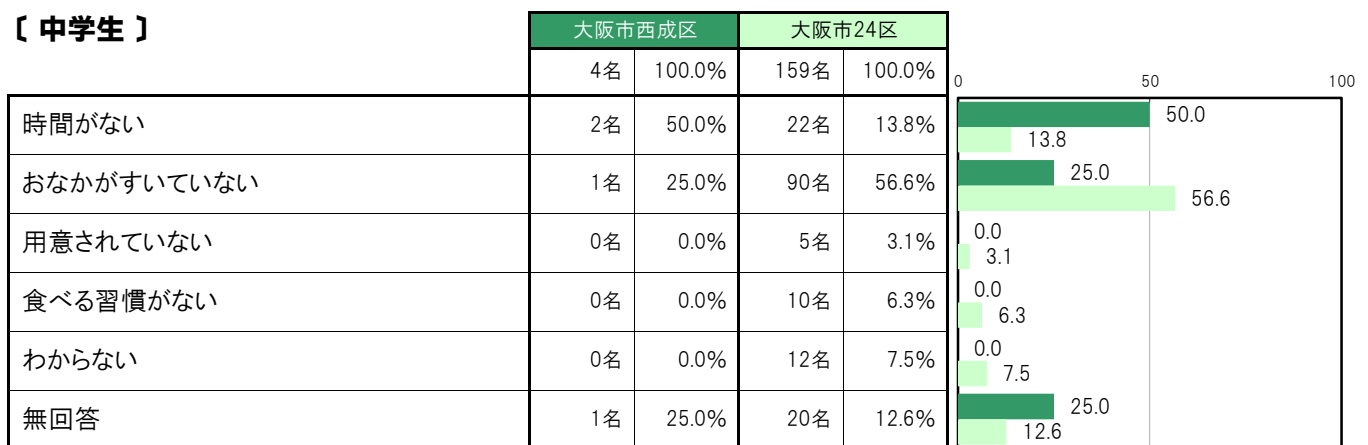 〔 中学生 〕
大阪市西成区 大阪市24区
4名 100.0% 159名 100.0%
0 50 100
時間がない 2名 50.0% 22名 13.8% 50.0
13.8
おなかがすいていない 1名 25.0% 90名 56.6% 25.0
56.6
用意されていない 0名 0.0% 5名 3.1% 0.0
3.1
食べる習慣がない 0名 0.0% 10名 6.3% 0.0
6.3
わからない 0名 0.0% 12名 7.5% 0.0
7.5
無回答 1名 25.0% 20名 12.6% 25.0
12.6